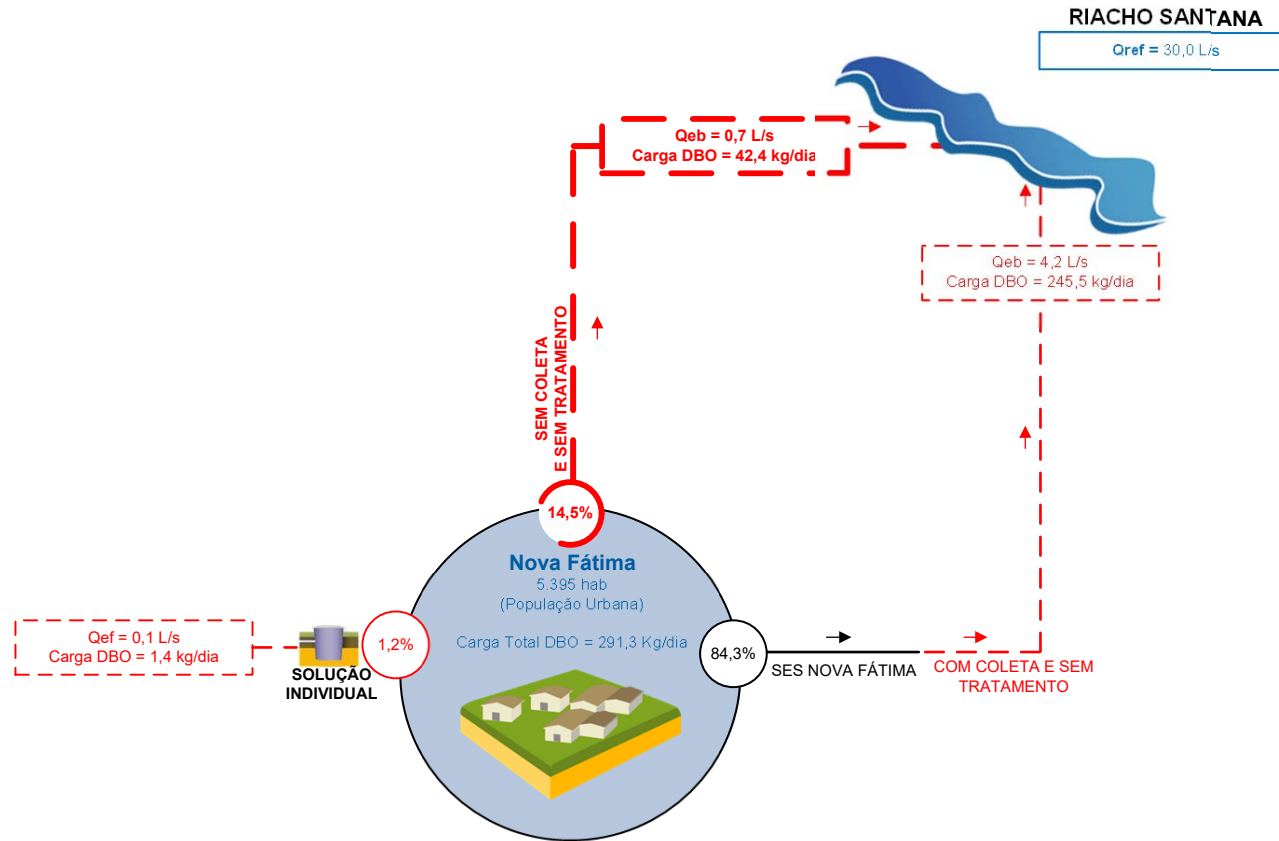 RIACHO SANTANA
Qref = 30,0 L/s
Qeb = 0,7 L/s
Carga DBO = 42,4 kg/dia
Qeb = 4,2 L/s
Carga DBO = 245,5 kg/dia
SEM COLETA
E SEM TRATAMENTO
14,5%
Nova Fátima
5.395 hab
(População Urbana)
Carga Total DBO = 291,3 Kg/dia
Qef = 0,1 L/s
Carga DBO = 1,4 kg/dia
SOLUÇÃO
INDIVIDUAL
1,2%
84,3%
SES NOVA FÁTIMA
COM COLETA E SEM
TRATAMENTO